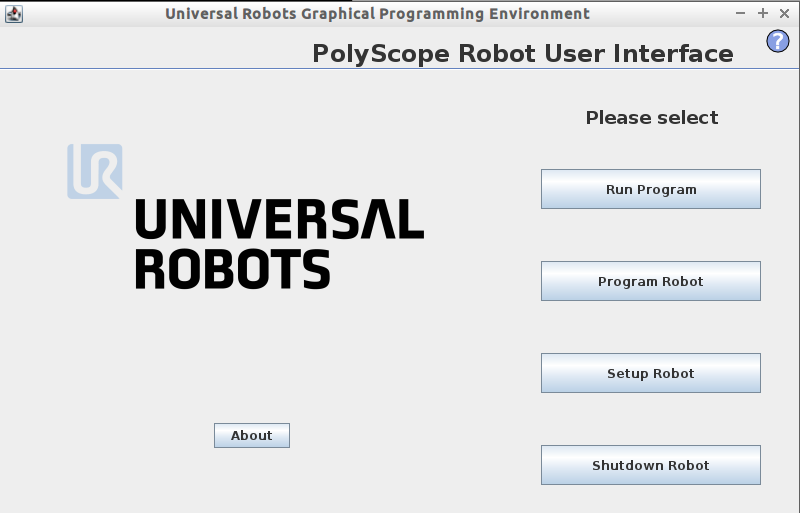 Universal Robots Graphical Programming Environment
PolyScope Robot User Interface
?
Please select
UR
UNIVERSAL
ROBOTS
Run Program
Program Robot
Setup Robot
About
Shutdown Robot